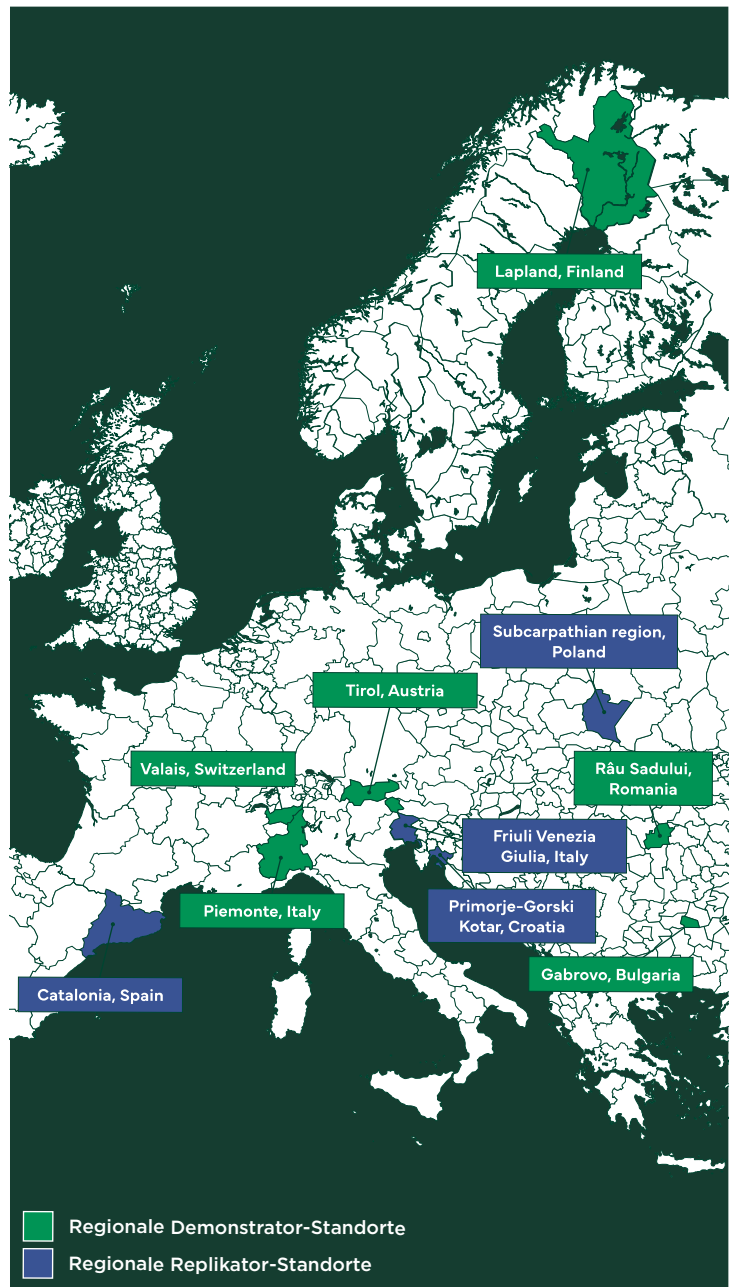 Lapland, Finland
Subcarpathian region,
Poland
Tirol, Austria
Valais, Switzerland
Râu Sadului,
Romania
Friuli Venezia
Giulia, Italy
Piemonte, Italy
Primorje-Gorski
Kotar, Croatia
Gabrovo, Bulgaria
Catalonia, Spain
Regionale Demonstrator-Standorte
Regionale Replikator-Standorte